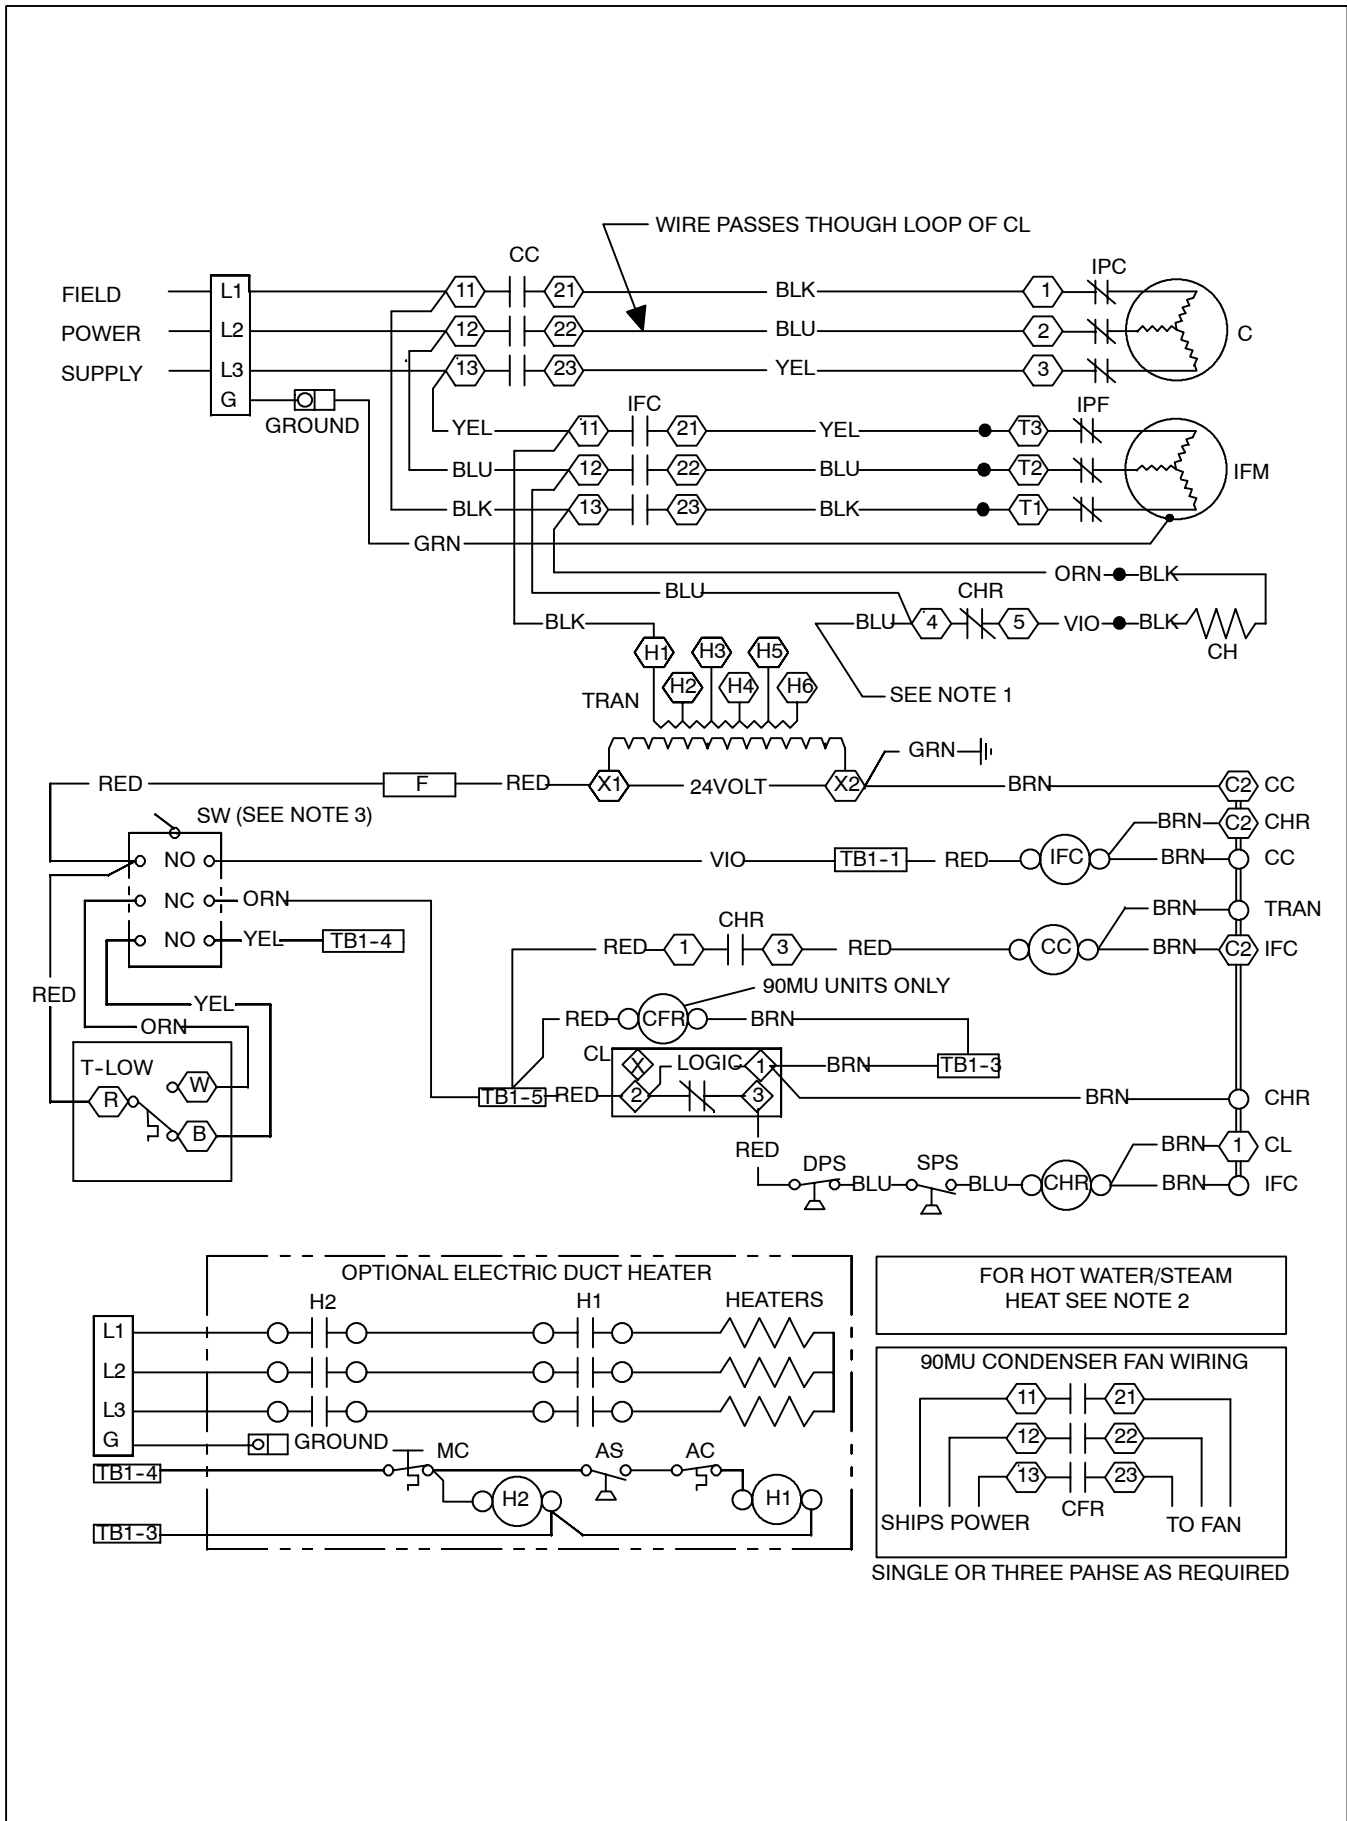 WIRE PASSES THOUGH LOOP OF CL
CC
IPC
FIELD L1 11 21 BLK 1
POWER L2 12 22 BLU 2 C
SUPPLY L3 13 23 YEL 3
G
GROUND
IFC
IPF
YEL 11 21 YEL T3
BLU 12 22 BLU T2 IFM
BLK 13 23 BLK T1
GRN
ORN BLK
BLU
CHR
BLK
BLU 4 5 VIO BLK
CH
H1 H3 H5
H2 H4 H6
TRAN
SEE NOTE 1
GRN
RED F RED X1 24VOLT X2 BRN C2 CC
SW (SEE NOTE 3)
BRN C2 CHR
NO VIO TB1-1 RED IFC BRN CC
NC ORN
BRN TRAN
CHR
NO YEL TB1-4
RED 1 3 RED CC BRN C2 IFC
90MU UNITS ONLY
RED
YEL
ORN
RED CFR BRN
CL X LOGIC 1 BRN TB1-3
T-LOW
W
R
B
TB1-5 RED 2 3
BRN CHR
RED
BRN 1 CL
DPS BLU SPS BLU CHR BRN IFC
OPTIONAL ELECTRIC DUCT HEATER
H2 H1 HEATERS
L1
L2
L3
G GROUND
MC AS AC
TB1-4
H2 H1
TB1-3
FOR HOT WATER/STEAM
HEAT SEE NOTE 2
90MU CONDENSER FAN WIRING
11 21
12 22
13 23
CFR
SHIPS POWER TO FAN
SINGLE OR THREE PAHSE AS REQUIRED